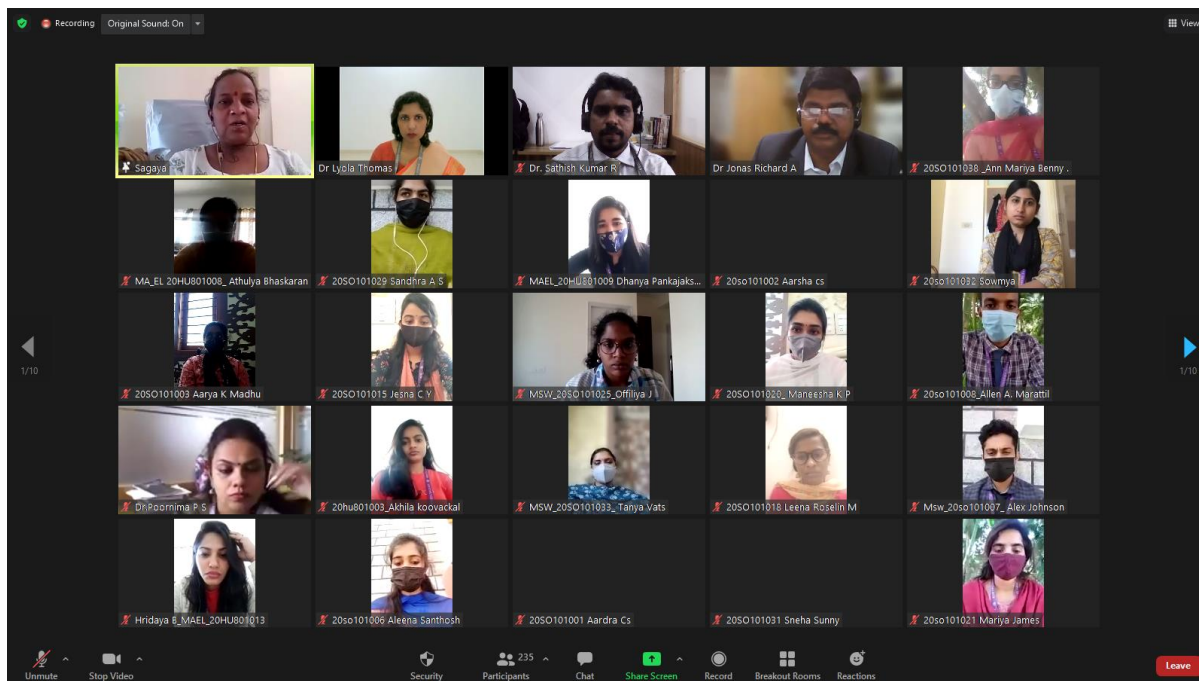 Recording
Original Sound: On
View
Sagaya
Dr Lyola Thomas
Dr. Sathish Kumar R
Dr Jonas Richard A
20SO101038 _Ann Mariya Benny .
MA_EL 20HU801008_ Athulya Bhaskaran
20SO101029 Sandhra A S
MAEL_20HU801009 Dhanya Pankajaks...
20so101002 Aarsha cs
20so101032 Sowmya
1/10
1/10
20SO101003 Aarya K Madhu
20SO101015 Jesna C Y
MSW_20SO101025_Offiliya J
20SO101020_ Maneesha K P
20so101008_Allen A. Marattil
Dr.Poornima P S
20hu801003_Akhila koovackal
MSW_20SO101033_ Tanya Vats
20SO101018 Leena Roselin M
Msw_20so101007_ Alex Johnson
Hridaya B_MAEL_20HU801013
20so101006 Aleena Santhosh
20SO101001 Aardra Cs
20SO101031 Sneha Sunny
20so101021 Mariya James
235
Unmute
Stop Video
Security
Participants
Chat
Share Screen
Record
Breakout Rooms
Reactions
Leave